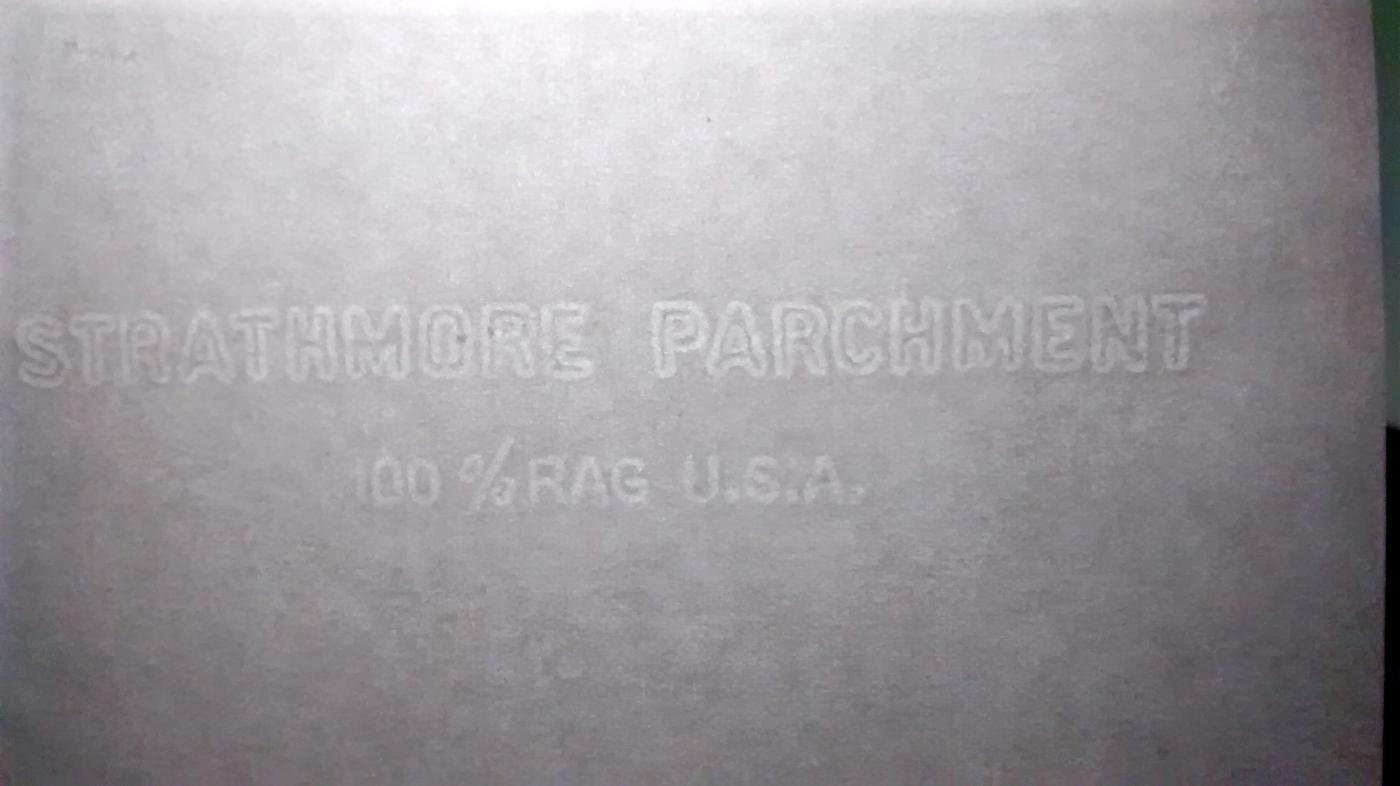 STRATHMORE PARCHMENT
100 % RAG U.S.A.